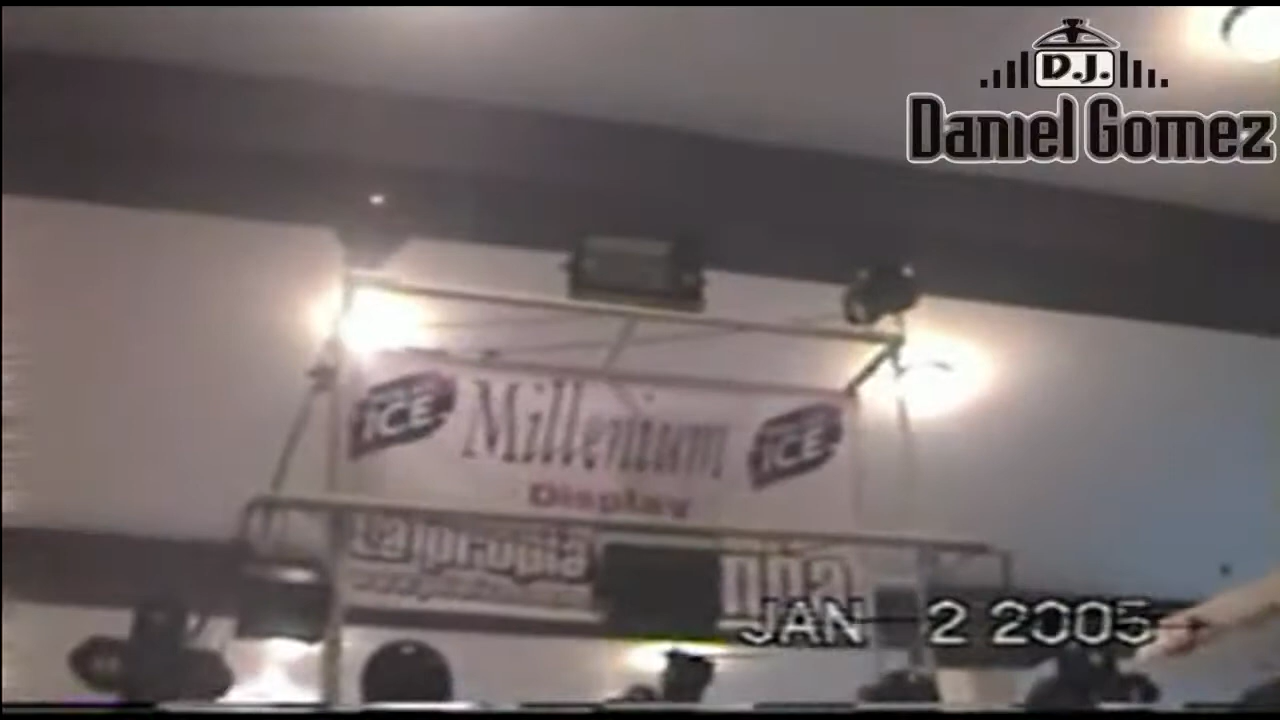 D.J.
Daniel Gomez
ICE Millenium ICE
Display
La propia
JAN 2 2005